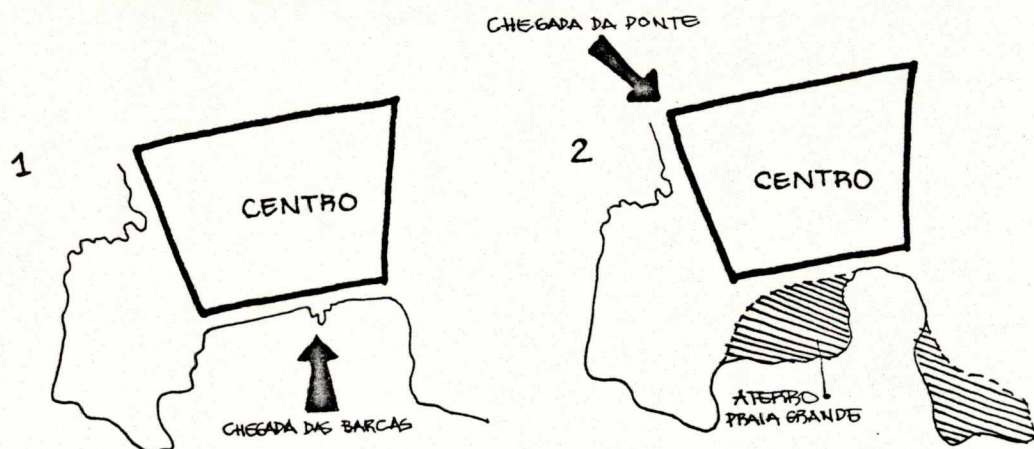 1
CENTRO
CHEGADA DAS BARCAS
CHEGADA DA PONTE
2
CENTRO
ATERRO
PRAIA GRANDE